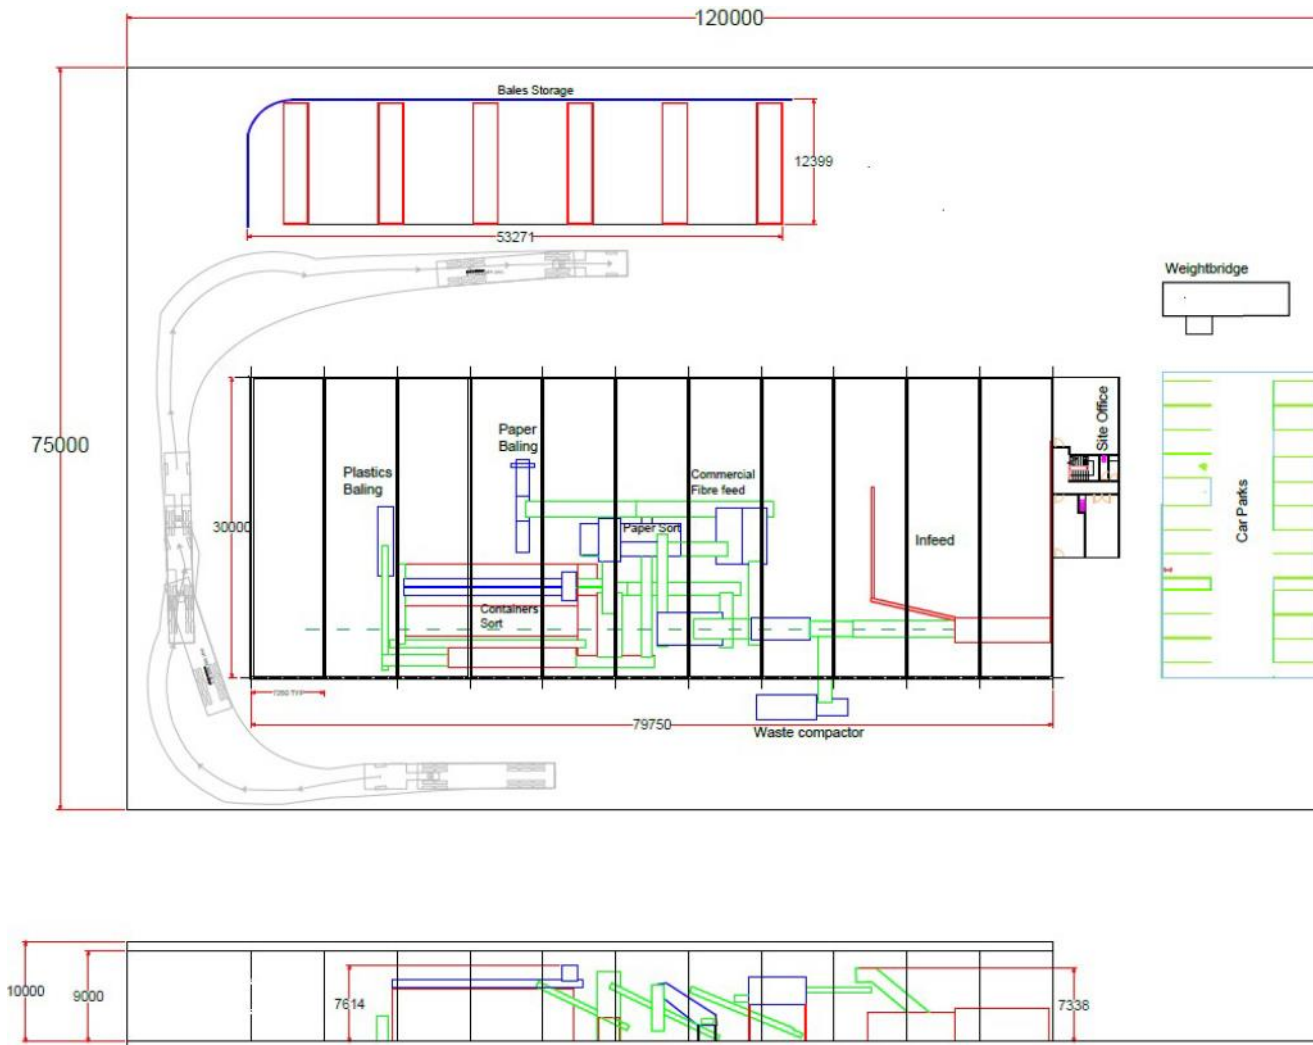 120000
Bales Storage
12399
53271
Weightbridge
75000
Paper
Baling
Plastics
Baling
Commercial
Fibre feed
Site Office
30000
Paper Sort
Infeed
Car Parks
Containers
Sort
79750
Waste compactor
10000
9000
7614
7338